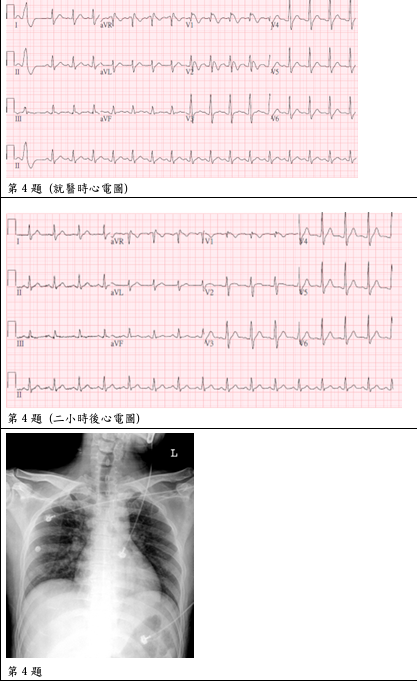 I aVR V1 V4
II aVL V2 V5
III aVF V3 V6
II
第 4 題 (就醫時心電圖)
I aVR V1 V4
II aVL V2 V5
III aVF V3 V6
II
第 4 題 (二小時後心電圖)
L
第 4 題